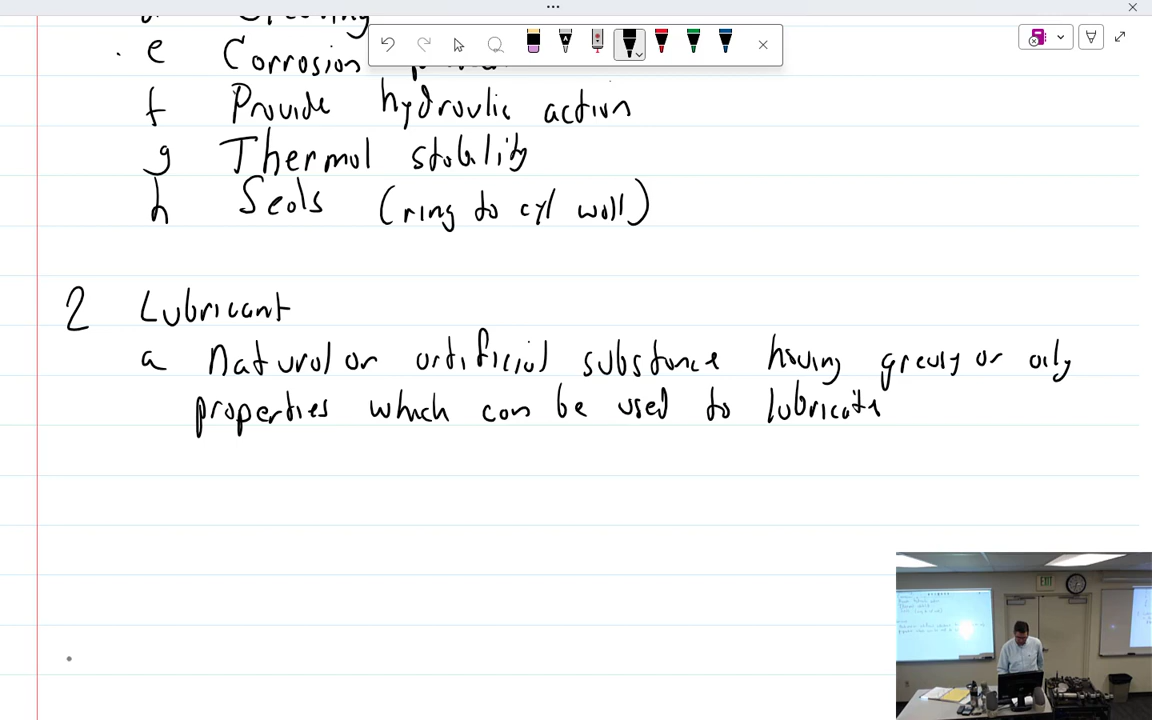 e Corrosion
f Provide hydraulic action
g Thermal stability
h Seals (ring to cyl wall)
2 Lubricant
a Natural or artificial substance having greasy or oily
properties which can be used to lubricate
EXIT